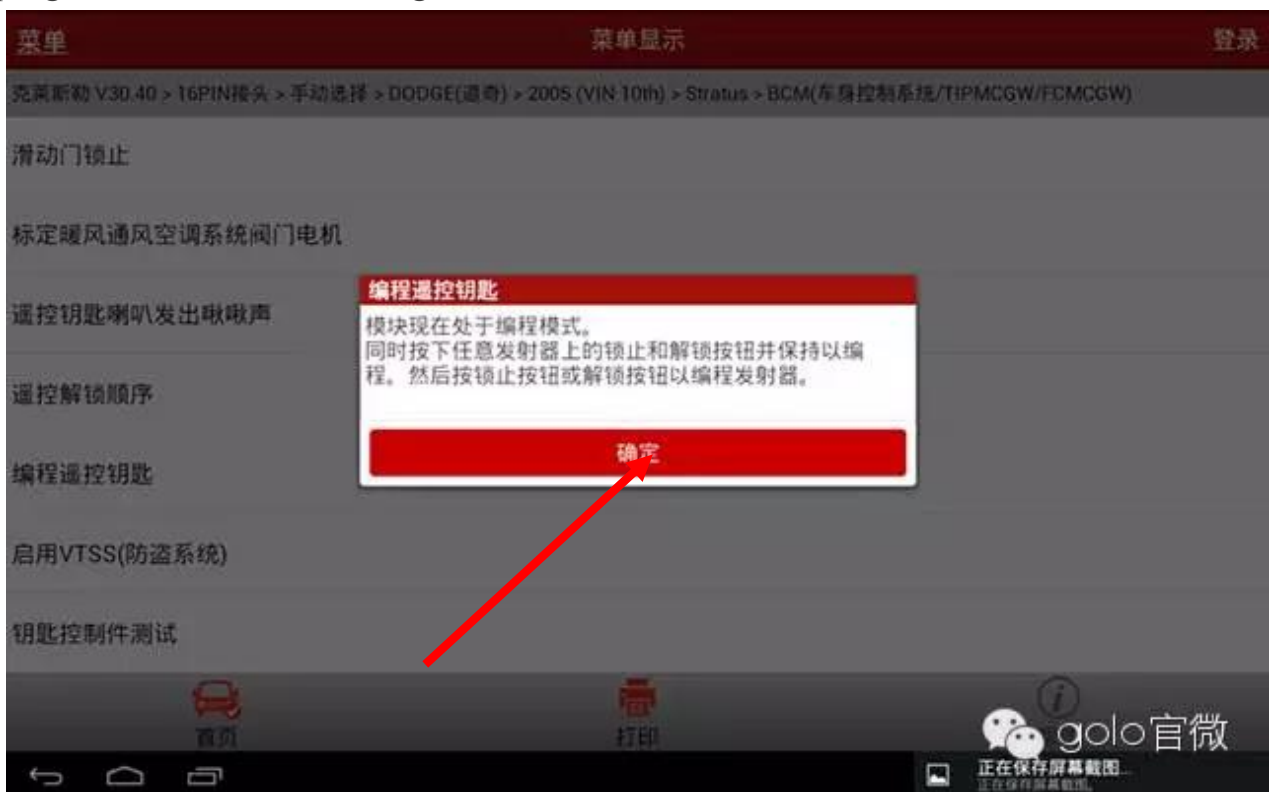 菜单
菜单显示
登录
克莱斯勒 V30.40 > 16PIN接头 > 手动选择 > DODGE(道奇) > 2005 (VIN 10th) > Stratus > BCM(车身控制系统/TIPMCGW/FCMCGW)
滑动门锁止
标定暖风通风空调系统阀门电机
遥控钥匙喇叭发出啾啾声
遥控解锁顺序
编程遥控钥匙
启用VTSS(防盗系统)
钥匙控制件测试
编程遥控钥匙
模块现在处于编程模式。
同时按下任意发射器上的锁止和解锁按钮并保持以编
程。然后按锁止按钮或解锁按钮以编程发射器。
确定
首页
打印
golo官微
正在保存屏幕截图...
正在保存屏幕截图。